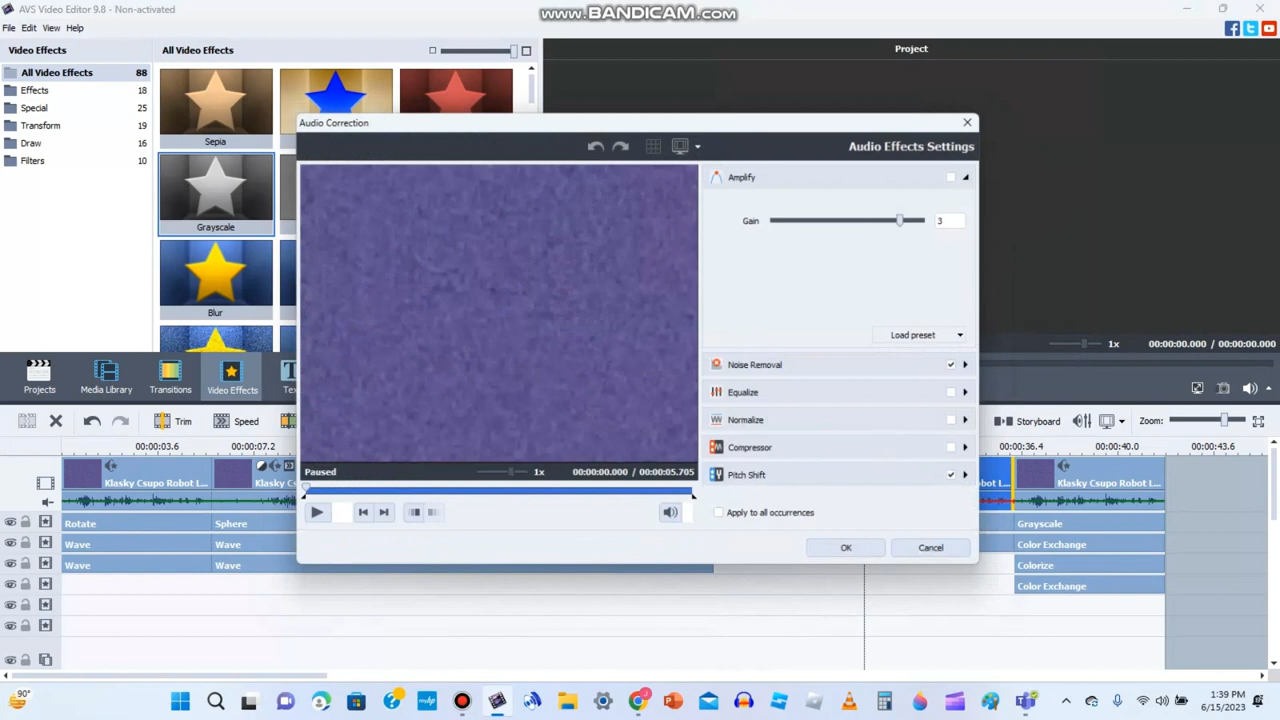 AVS Video Editor 9.8 - Non-activated
www.BANDICAM.com
File Edit View Help
Video Effects
All Video Effects
Project
All Video Effects 88
Effects 18
Special 25
Transform 19
Draw 16
Filters 10
Sepia
Grayscale
Blur
Audio Correction
Audio Effects Settings
Amplify
Gain 3
Load preset
Noise Removal
Equalize
Normalize
Compressor
Pitch Shift
Paused 1x 00:00:00.000 / 00:00:05.705
Apply to all occurrences
OK Cancel
1x 00:00:00.000 / 00:00:00.000
Projects Media Library Transitions Video Effects
Trim Speed Storyboard Zoom:
00:00:03.6 00:00:07.2 00:00:36.4 00:00:40.0 00:00:43.6
Klasky Csupo Robot L... Klasky Cs Klasky Csupo Robot L...
Rotate Sphere Grayscale
Wave Wave Color Exchange
Wave Wave Colorize
Color Exchange
90°
1:39 PM
6/15/2023